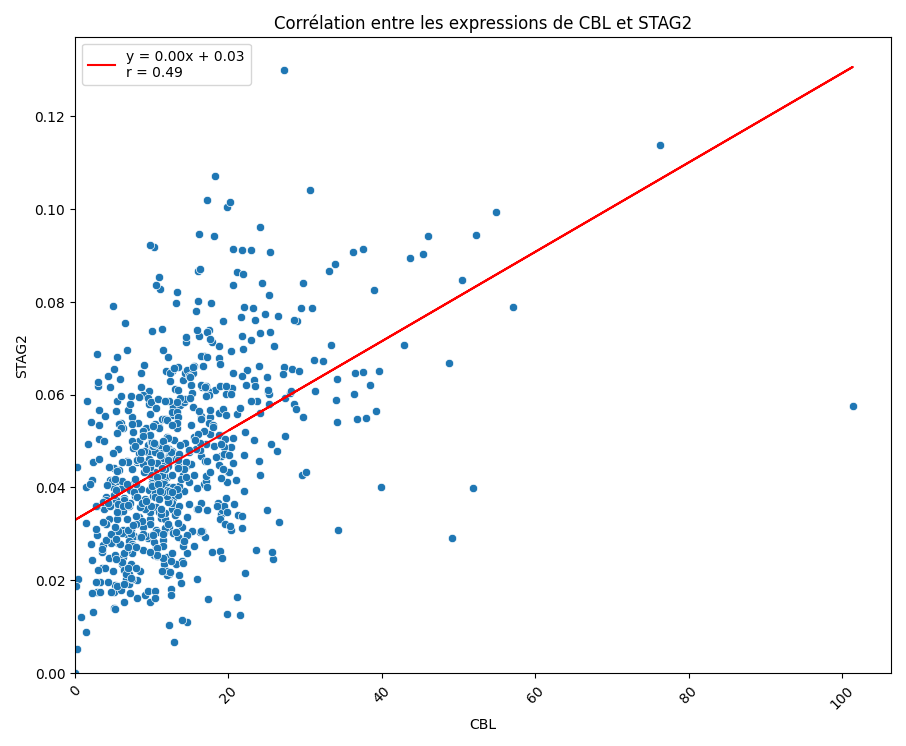 Corrélation entre les expressions de CBL et STAG2
y = 0.00x + 0.03
r = 0.49
0.12
0.10
0.08
0.06
0.04
0.02
0.00
STAG2
0
20
40
60
80
100
CBL